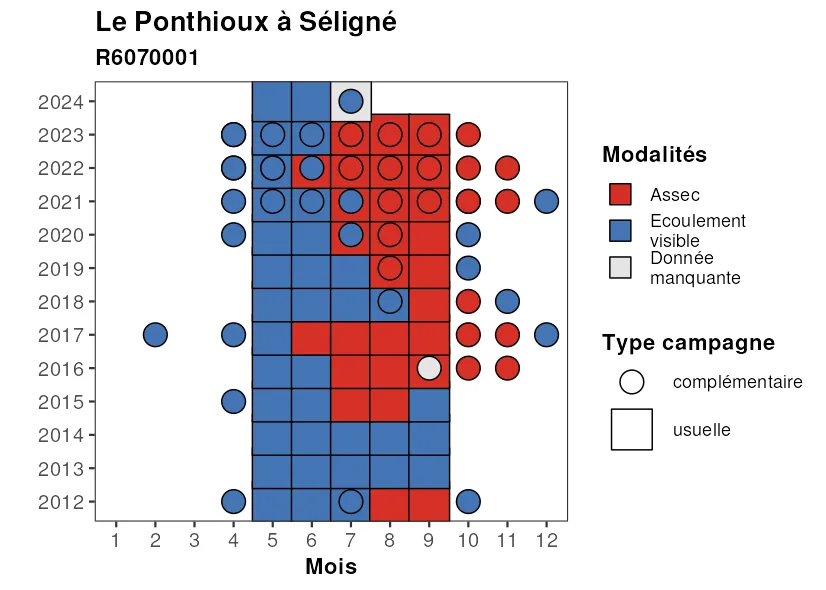 Le Ponthioux à Séligné
R6070001
2024
2023
2022
2021
2020
2019
2018
2017
2016
2015
2014
2013
2012
1 2 3 4 5 6 7 8 9 10 11 12
Mois
Modalités
Assec
Ecoulement
visible
Donnée
manquante
Type campagne
complémentaire
usuelle